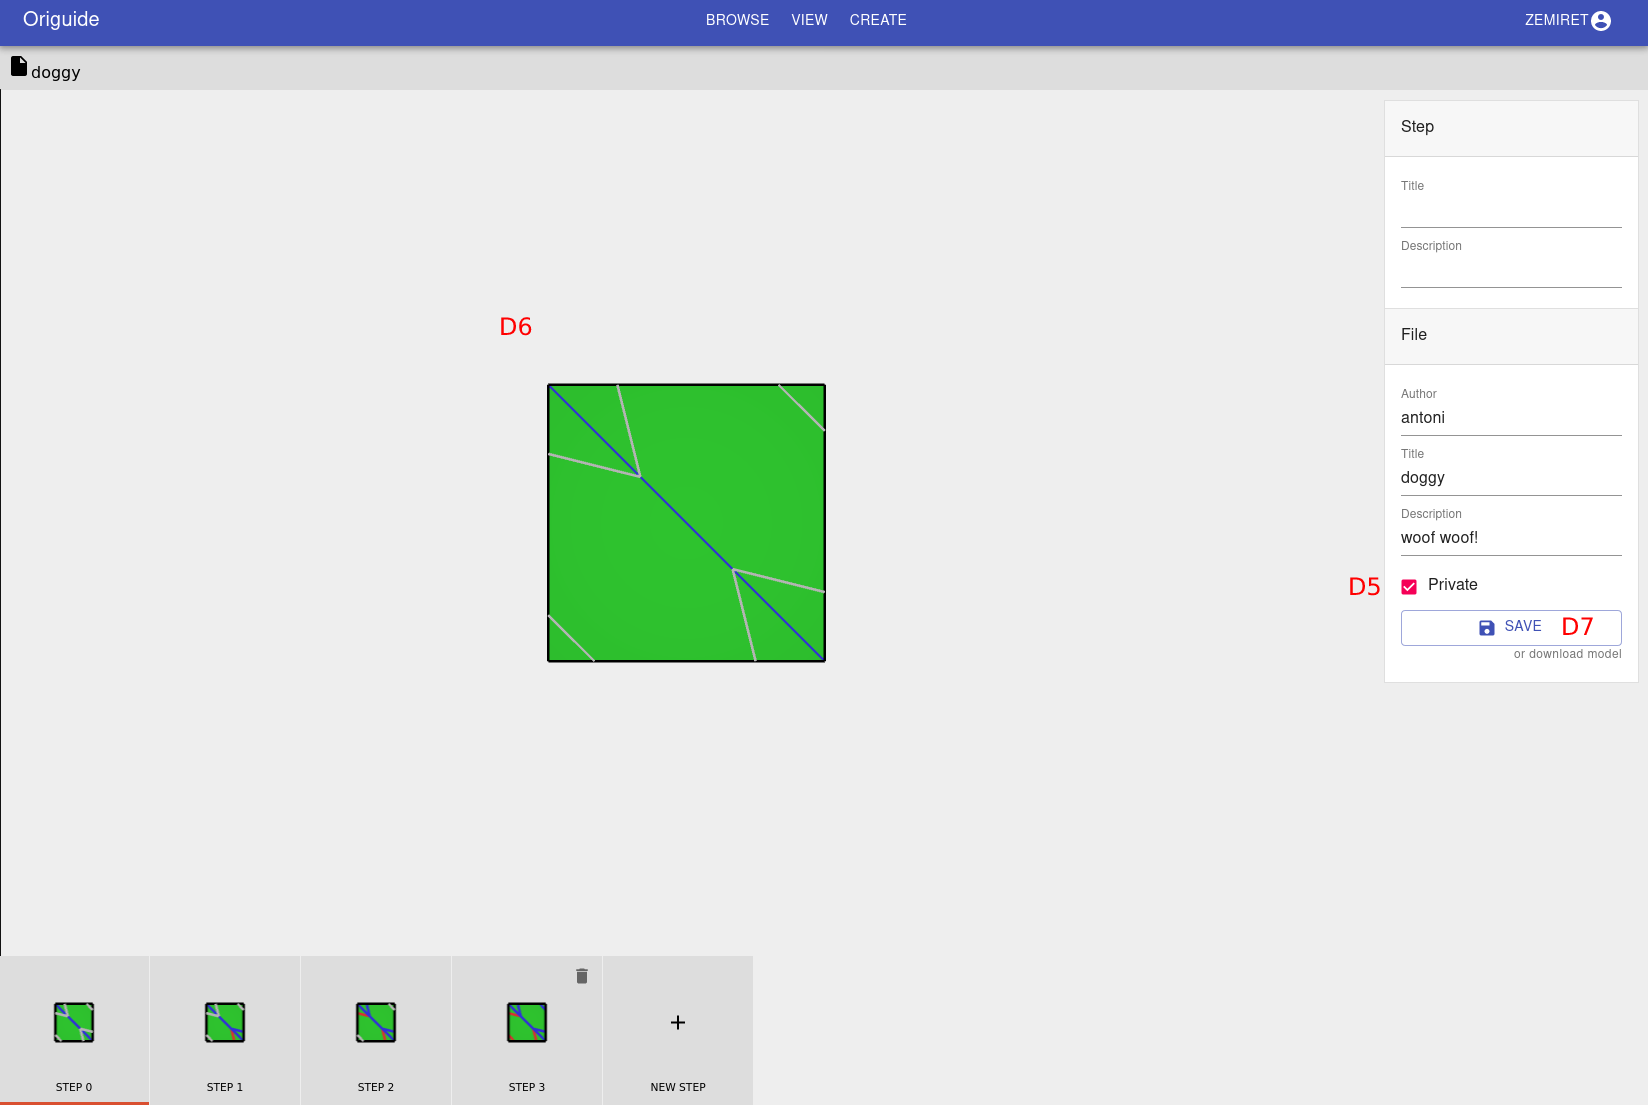 Origuide
BROWSE VIEW CREATE
ZEMIRET
doggy
Step
Title
Description
D6
File
Author
antoni
Title
doggy
Description
woof woof!
D5
Private
SAVE D7
or download model
STEP 0
STEP 1
STEP 2
STEP 3
NEW STEP